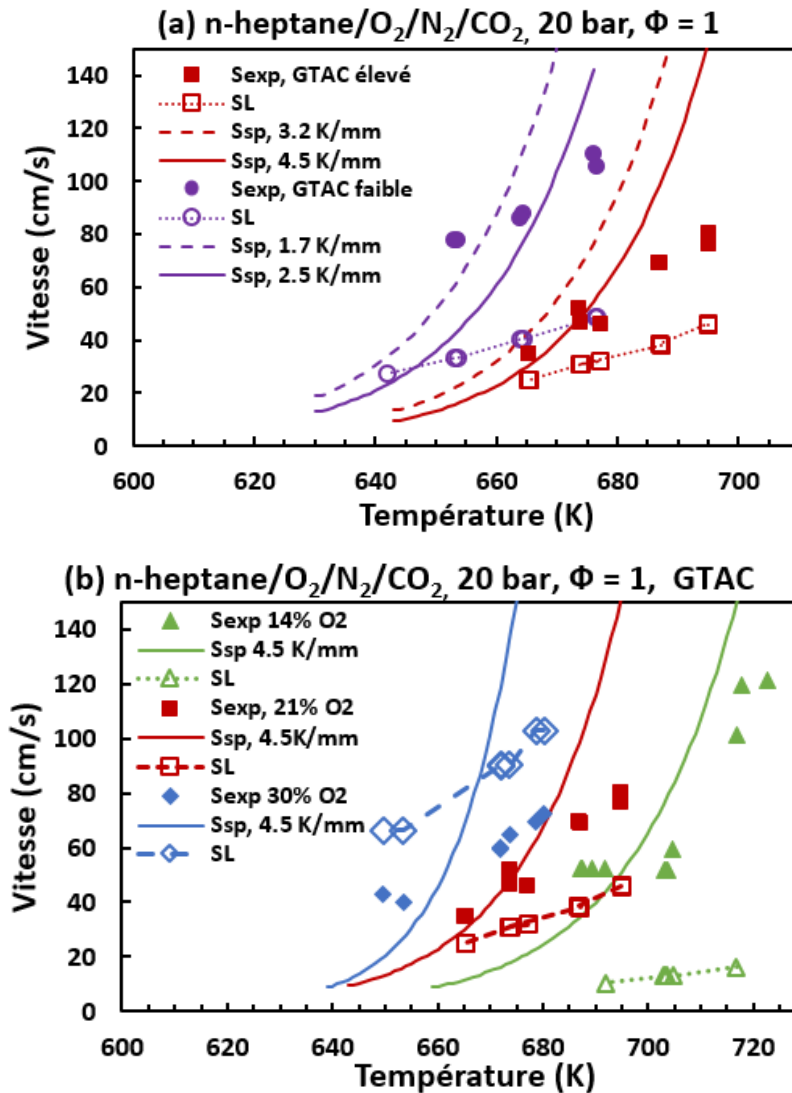 (a) n-heptane/O₂/N₂/CO₂, 20 bar, Φ = 1
Vitesse (cm/s)
140
120
100
80
60
40
20
0
Sexp, GTAC élevé
SL
Ssp, 3.2 K/mm
Ssp, 4.5 K/mm
Sexp, GTAC faible
SL
Ssp, 1.7 K/mm
Ssp, 2.5 K/mm
600 620 640 660 680 700
Température (K)
(b) n-heptane/O₂/N₂/CO₂, 20 bar, Φ = 1, GTAC
Vitesse (cm/s)
140
120
100
80
60
40
20
0
Sexp 14% O2
Ssp 4.5 K/mm
SL
Sexp, 21% O2
Ssp, 4.5K/mm
SL
Sexp 30% O2
Ssp, 4.5 K/mm
SL
600 620 640 660 680 700 720
Température (K)